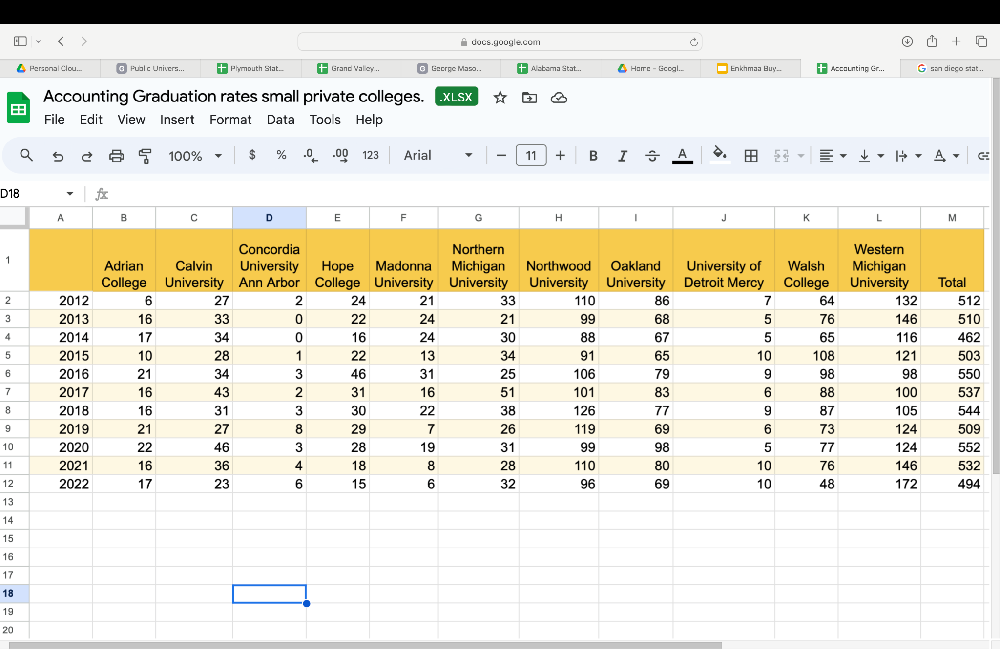 docs.google.com
Personal Clou...
Public Univers...
Plymouth Stat...
Grand Valley...
George Maso...
Alabama Stat...
Home - Googl...
Enkhmaa Buy...
Accounting Gr...
san diego stat...
Accounting Graduation rates small private colleges. .XLSX
File Edit View Insert Format Data Tools Help
100% $ % .0 .00 123 Arial 11 B I A A
D18 fx
A B C D E F G H I J K L M
1 Adrian College Calvin University Concordia University Ann Arbor Hope College Madonna University Northern Michigan University Northwood University Oakland University University of Detroit Mercy Walsh College Western Michigan University Total
2 2012 6 27 2 24 21 33 110 86 7 64 132 512
3 2013 16 33 0 22 24 21 99 68 5 76 146 510
4 2014 17 34 0 16 24 30 88 67 5 65 116 462
5 2015 10 28 1 22 13 34 91 65 10 108 121 503
6 2016 21 34 3 46 31 25 106 79 9 98 98 550
7 2017 16 43 2 31 16 51 101 83 6 88 100 537
8 2018 16 31 3 30 22 38 126 77 9 87 105 544
9 2019 21 27 8 29 7 26 119 69 6 73 124 509
10 2020 22 46 3 28 19 31 99 98 5 77 124 552
11 2021 16 36 4 18 8 28 110 80 10 76 146 532
12 2022 17 23 6 15 6 32 96 69 10 48 172 494
13
14
15
16
17
18
19
20